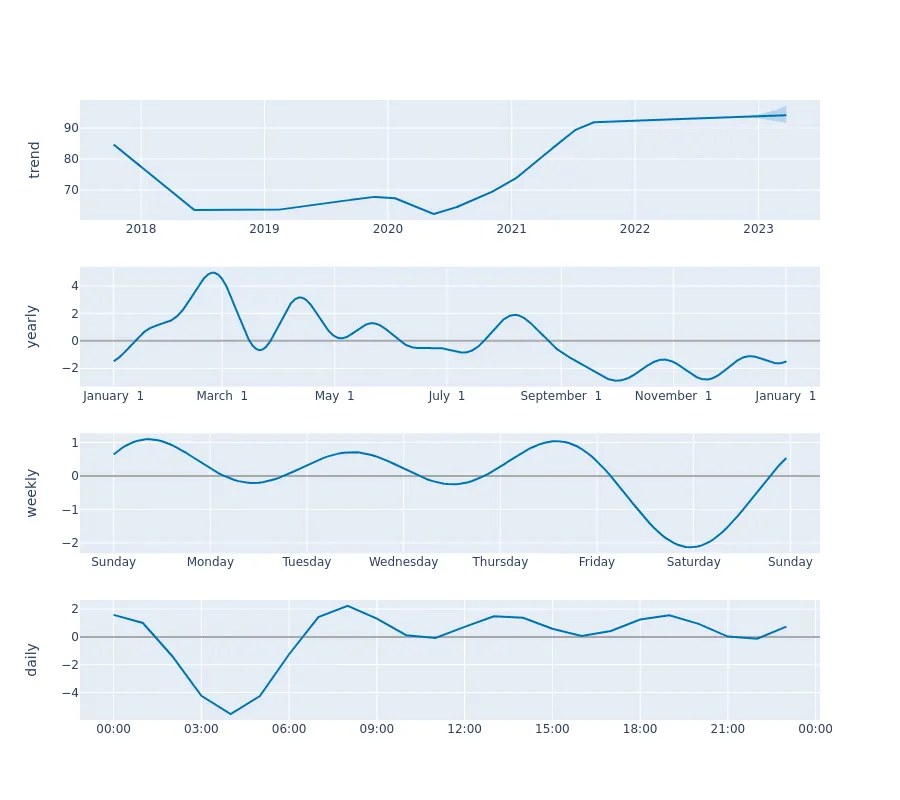 trend
90
80
70
2018 2019 2020 2021 2022 2023
yearly
4
2
0
−2
January 1 March 1 May 1 July 1 September 1 November 1 January 1
weekly
1
0
−1
−2
Sunday Monday Tuesday Wednesday Thursday Friday Saturday Sunday
daily
2
0
−2
−4
00:00 03:00 06:00 09:00 12:00 15:00 18:00 21:00 00:00